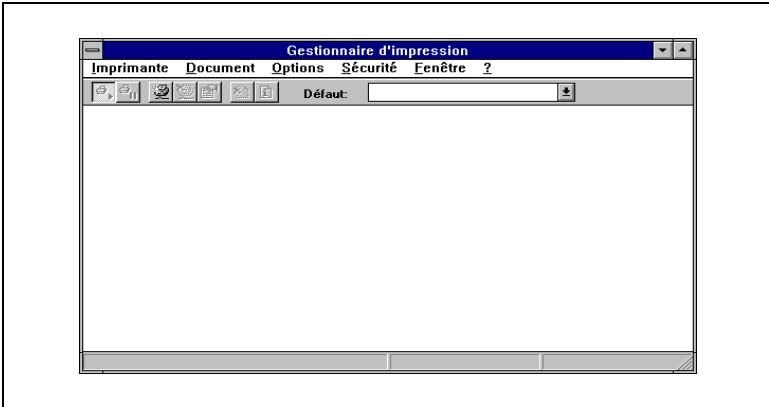 Gestionnaire d'impression
Imprimante Document Options Sécurité Fenêtre ?
Défaut: